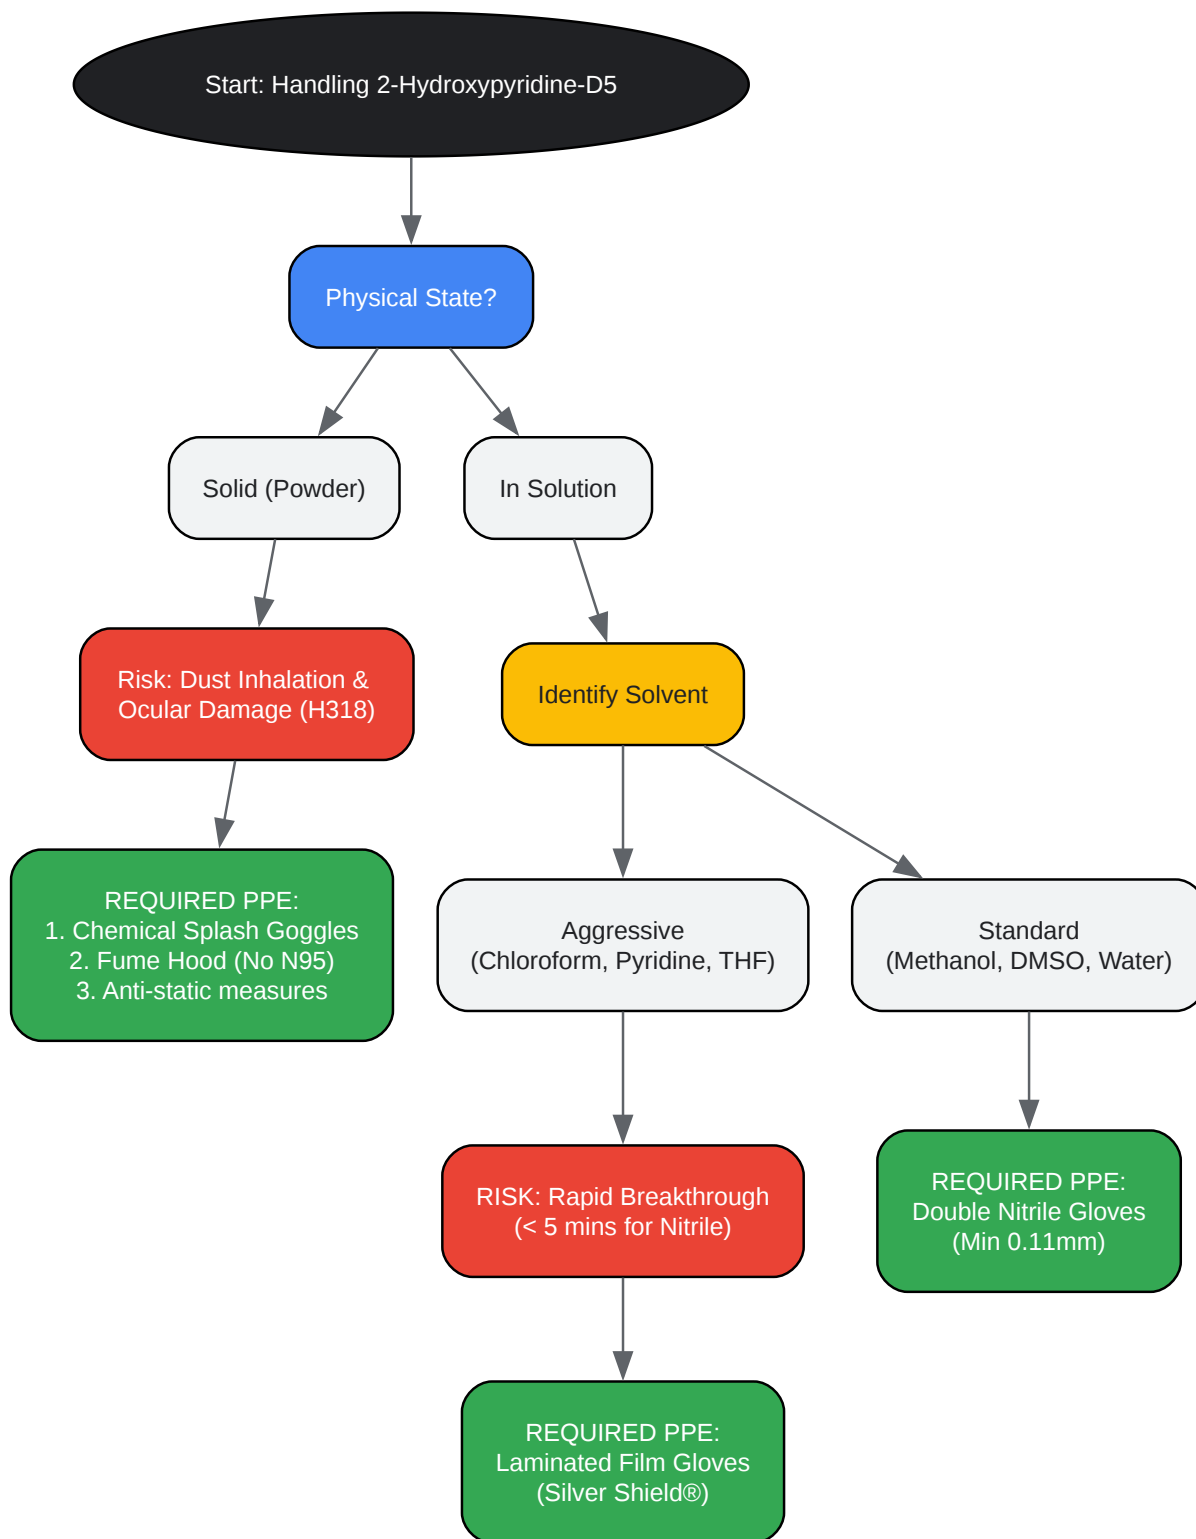 Start: Handling 2-Hydroxypyridine-D5
Physical State?
Solid (Powder)
In Solution
Risk: Dust Inhalation &
Ocular Damage (H318)
Identify Solvent
REQUIRED PPE:
1. Chemical Splash Goggles
2. Fume Hood (No N95)
3. Anti-static measures
Aggressive
(Chloroform, Pyridine, THF)
Standard
(Methanol, DMSO, Water)
RISK: Rapid Breakthrough
(< 5 mins for Nitrile)
REQUIRED PPE:
Double Nitrile Gloves
(Min 0.11mm)
REQUIRED PPE:
Laminated Film Gloves
(Silver Shield®)